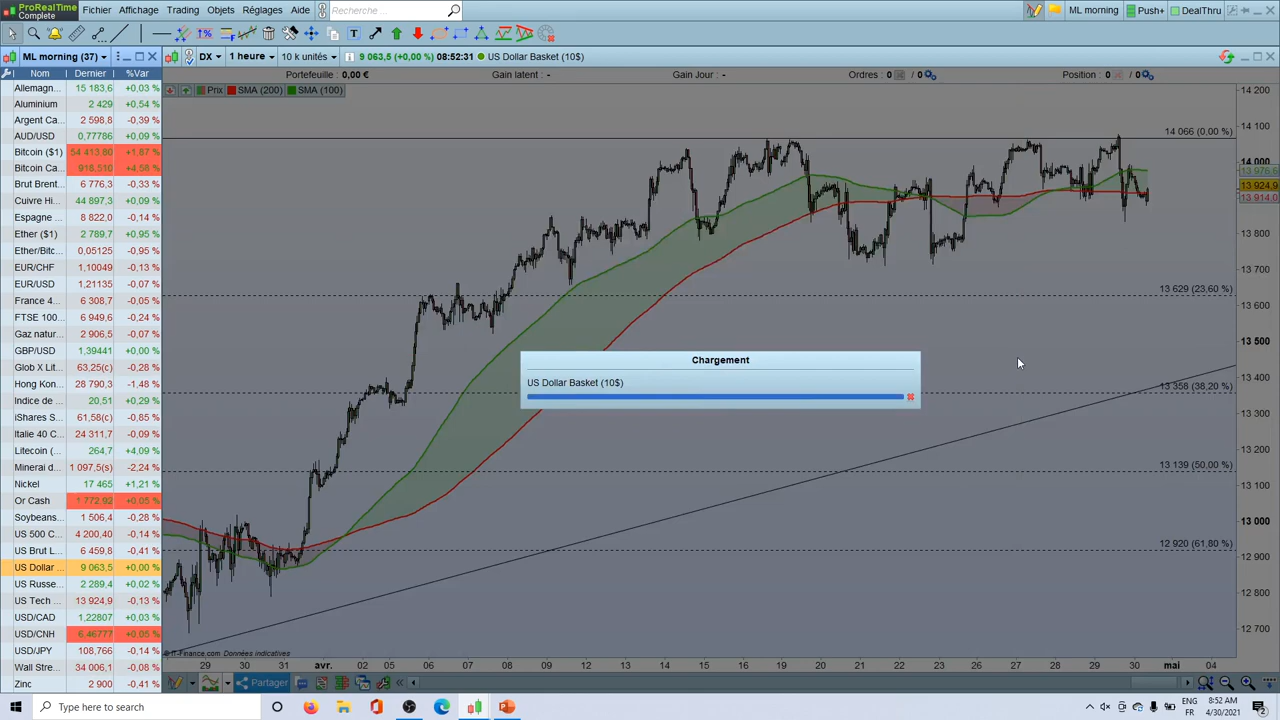 ProRealTime
Complete
Fichier Affichage Trading Objets Réglages Aide Recherche ... ML morning Push+ DealThru
ML morning (37) DX 1 heure 10 k unités 9 063,5 (+0,00 %) 08:52:31 US Dollar Basket (10$)
Nom Dernier %Var
Portefeuille : 0,00 € Gain latent : - Gain Jour : - Ordres : 0 / 0 Position : 0 / 0
Prix SMA (200) SMA (100)
Allemagn... 15 183,6 +0,03 %
Aluminium 2 429 +0,54 %
Argent Ca... 2 598,8 -0,39 %
AUD/USD 0,77786 +0,09 %
Bitcoin ($1) 54 413,80 +1,87 %
Bitcoin Ca... 918,510 +4,56 %
Brut Brent... 6 776,3 -0,33 %
Cuivre Hi... 44 897,3 +0,09 %
Espagne ... 8 822,0 -0,14 %
Ether ($1) 2 789,7 +0,95 %
Ether/Bitc... 0,05125 -0,95 %
EUR/CHF 1,10049 -0,13 %
EUR/USD 1,21285 -0,07 %
France 4... 6 308,7 -0,05 %
FTSE 100... 6 949,6 -0,24 %
Gaz natur... 2 906,5 -0,07 %
GBP/USD 1,39441 +0,00 %
Glob X Lit... 63,25(c) -0,28 %
Hong Kon... 28 790,3 -1,48 %
Indice de ... 20,51 +0,29 %
iShares S... 61,58(c) -0,85 %
Italie 40 C... 24 311,7 -0,09 %
Litecoin (... 264,7 +4,09 %
Minerai d... 1 097,5(s) -2,24 %
Nickel 17 465 +1,21 %
Or Cash 1 772,92 +0,05 %
Soybeans... 1 506,4 -0,28 %
US 500 C... 4 200,40 -0,14 %
US Brut L... 6 459,8 -0,41 %
US Dollar ... 9 063,5 +0,00 %
US Russe... 2 289,4 +0,02 %
US Tech ... 13 924,9 -0,13 %
USD/CAD 1,22807 +0,03 %
USD/CNH 6,46777 +0,05 %
USD/JPY 108,766 -0,14 %
Wall Stre... 34 006,1 -0,08 %
Zinc 2 900 -0,41 %
14 066 (0,00 %)
13 629 (23,60 %)
13 358 (38,20 %)
13 139 (50,00 %)
12 920 (61,80 %)
14 200
14 100
14 000
13 976,6
13 924,9
13 914,0
13 800
13 700
13 600
13 500
13 400
13 300
13 200
13 100
13 000
12 900
12 800
12 700
Chargement
US Dollar Basket (10$)
© IT-Finance.com Données indicatives
29 30 31 avr. 02 05 06 07 08 09 12 13 14 15 16 19 20 21 22 23 26 27 28 29 30 mai 04
Partager
Type here to search
ENG
FR
8:52 AM
4/30/2021
2